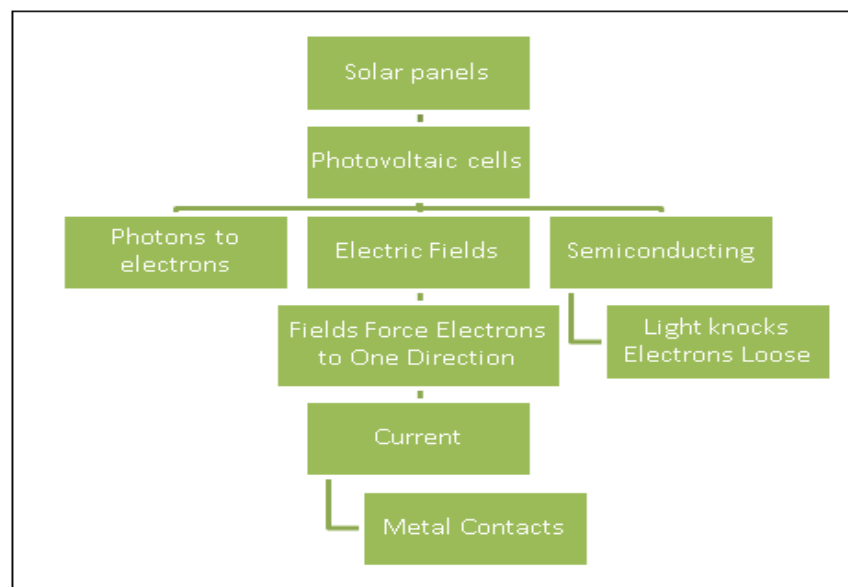 Solar panels
Photovoltaic cells
Photons to
electrons
Electric Fields
Semiconducting
Fields Force Electrons
to One Direction
Light knocks
Electrons Loose
Current
Metal Contacts